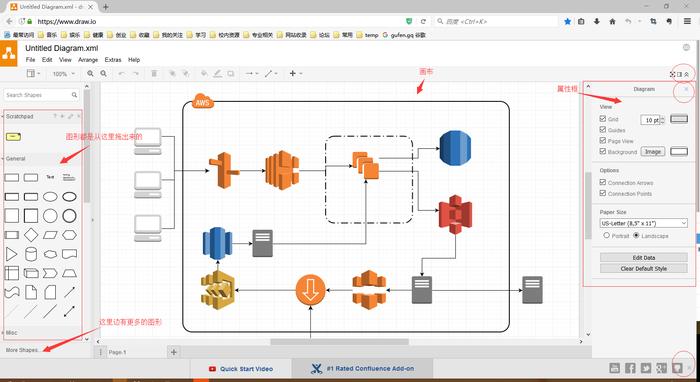 Untitled Diagram.xml - draw.io
https://www.draw.io
百度 <Ctrl+K>
最常访问 音乐 娱乐 健康 创业 收藏 我的关注 学习 校内资源 专业相关 网络收录 论坛 常用 temp gufen.gq 谷歌
Untitled Diagram.xml
File Edit View Arrange Extras Help
100%
画布
属性框
Search Shapes
Scratchpad
图形都是从这里拖出来的
General
Text
Misc
这里边有更多的图形
More Shapes...
AWS
Diagram
View
Grid 10 pt
Guides
Page View
Background Image
Options
Connection Arrows
Connection Points
Paper Size
US-Letter (8,5" x 11")
Portrait Landscape
Edit Data
Clear Default Style
Page-1
Quick Start Video
#1 Rated Confluence Add-on